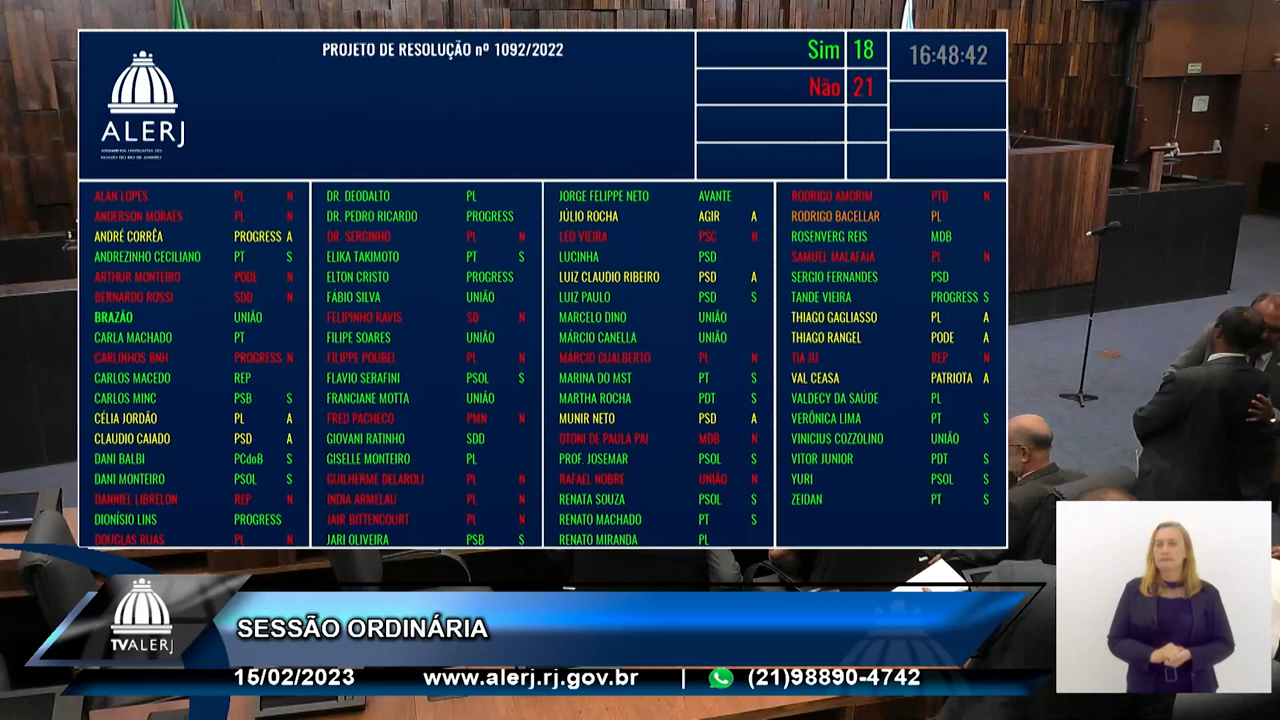 PROJETO DE RESOLUÇÃO nº 1092/2022
Sim 18
Não 21
16:48:42
ALERJ
ALAN LOPES PL N
ANDERSON MORAES PL N
ANDRÉ CORRÊA PROGRESS A
ANDREZINHO CECILIANO PT S
ARTHUR MONTEIRO PODE N
BERNARDO ROSSI SDD N
BRAZÃO UNIÃO
CARLA MACHADO PT
CARLINHOS BNH PROGRESS N
CARLOS MACEDO REP
CARLOS MINC PSB S
CÉLIA JORDÃO PL A
CLAUDIO CAIADO PSD A
DANI BALBI PCdoB S
DANI MONTEIRO PSOL S
DANNIEL LIBRELON REP N
DIONÍSIO LINS PROGRESS
DOUGLAS RUAS PL N
DR. DEODALTO PL
DR. PEDRO RICARDO PROGRESS
DR. SERGINHO PL N
ELIKA TAKIMOTO PT S
ELTON CRISTO PROGRESS
FÁBIO SILVA UNIÃO
FELIPINHO RAVIS SD N
FILIPE SOARES UNIÃO
FILIPPE POUBEL PL N
FLAVIO SERAFINI PSOL S
FRANCIANE MOTTA UNIÃO
FRED PACHECO PMN N
GIOVANI RATINHO SDD
GISELLE MONTEIRO PL
GUILHERME DELAROLI PL N
INDIA ARMELAU PL N
JAIR BITTENCOURT PL N
JARI OLIVEIRA PSB S
JORGE FELIPPE NETO AVANTE
JÚLIO ROCHA AGIR A
LEO VIEIRA PSC N
LUCINHA PSD
LUIZ CLAUDIO RIBEIRO PSD A
LUIZ PAULO PSD S
MARCELO DINO UNIÃO
MÁRCIO CANELLA UNIÃO
MÁRCIO GUALBERTO PL N
MARINA DO MST PT S
MARTHA ROCHA PDT S
MUNIR NETO PSD A
OTONI DE PAULA PAI MDB N
PROF. JOSEMAR PSOL S
RAFAEL NOBRE UNIÃO N
RENATA SOUZA PSOL S
RENATO MACHADO PT S
RENATO MIRANDA PL
RODRIGO AMORIM PTB N
RODRIGO BACELLAR PL
ROSENVERG REIS MDB
SAMUEL MALAFAIA PL N
SERGIO FERNANDES PSD
TANDE VIEIRA PROGRESS S
THIAGO GAGLIASSO PL A
THIAGO RANGEL PODE A
TIA JU REP N
VAL CEASA PATRIOTA A
VALDECY DA SAÚDE PL
VERÔNICA LIMA PT S
VINICIUS COZZOLINO UNIÃO
VITOR JUNIOR PDT S
YURI PSOL S
ZEIDAN PT S
TVALERJ
SESSÃO ORDINÁRIA
15/02/2023 www.alerj.rj.gov.br | (21)98890-4742